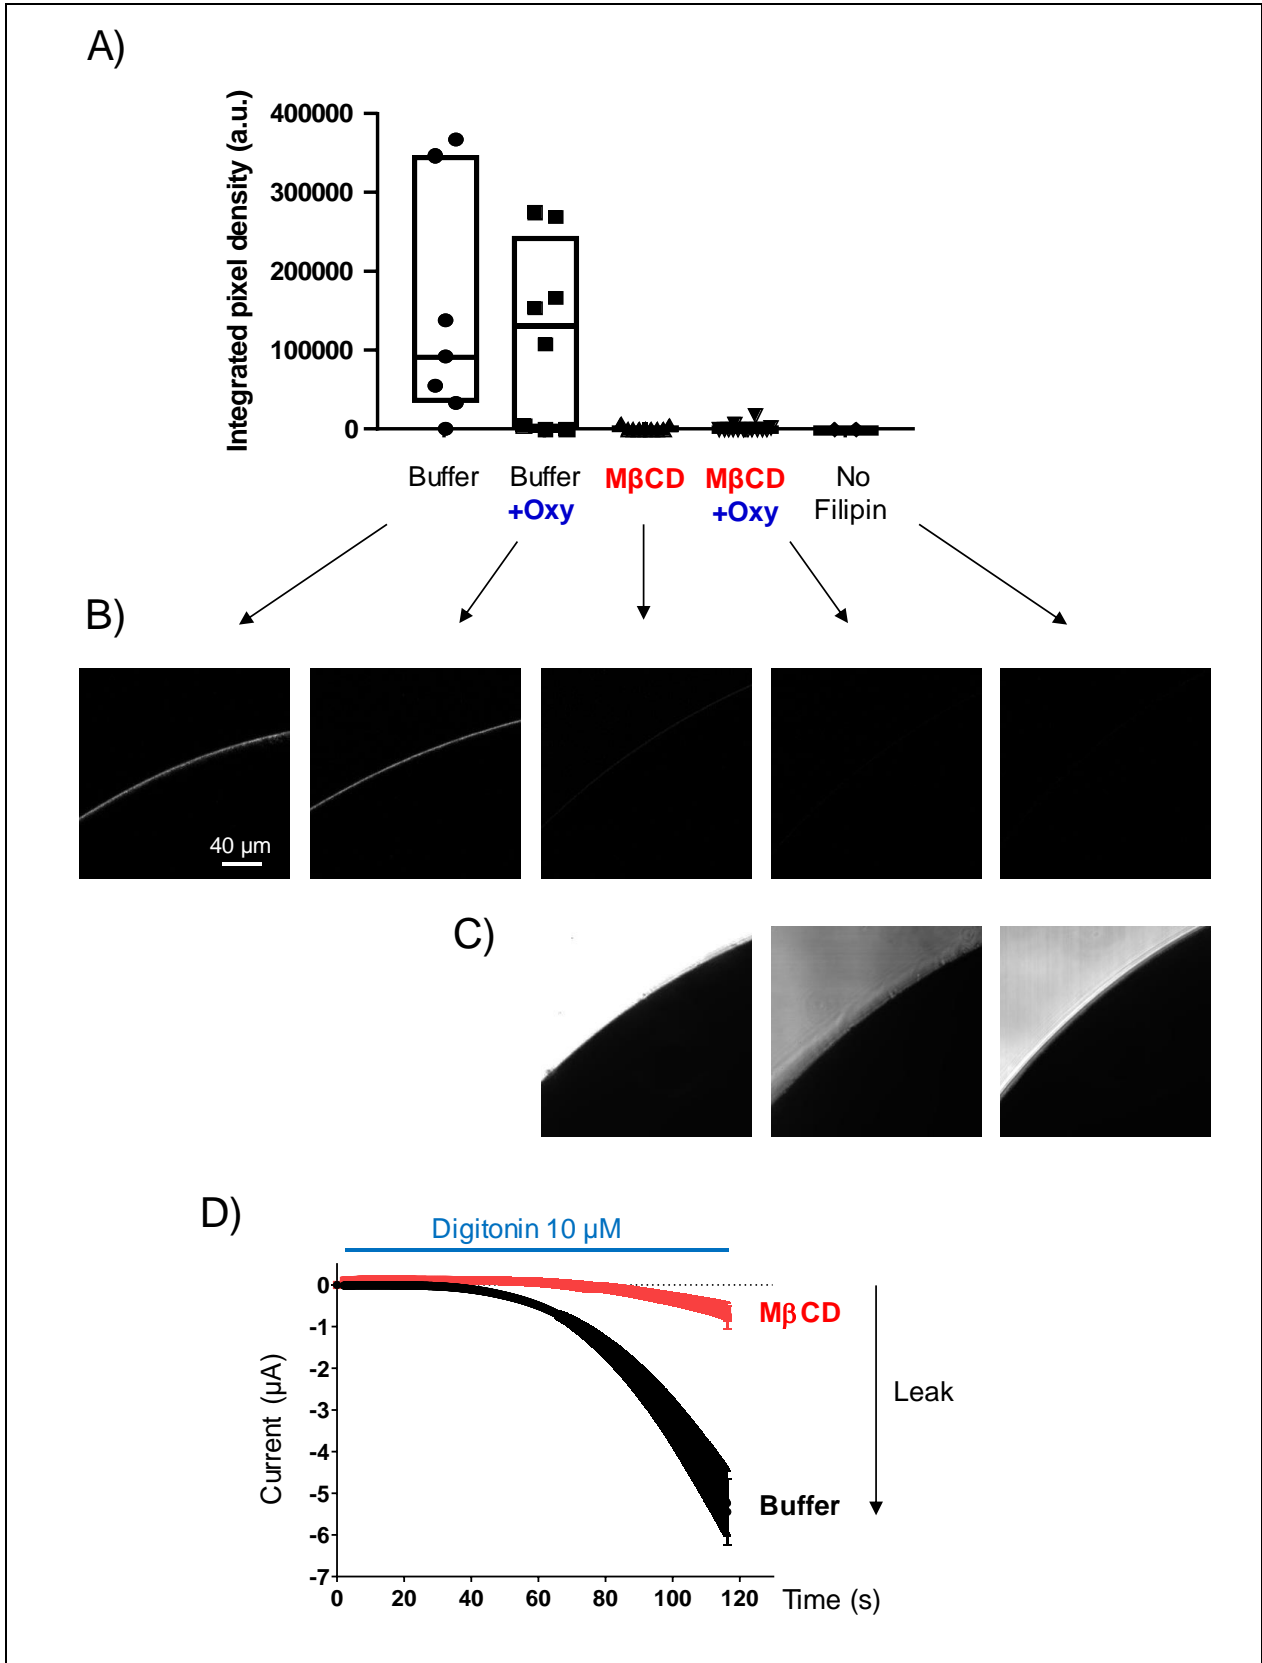 A)
Integrated pixel density (a.u.)
400000
300000
200000
100000
0
Buffer
Buffer
+Oxy
MβCD
MβCD
+Oxy
No
Filipin
B)
40 µm
C)
D)
Digitonin 10 µM
Current (µA)
0
-1
-2
-3
-4
-5
-6
-7
MβCD
Leak
Buffer
0 20 40 60 80 100 120 Time (s)